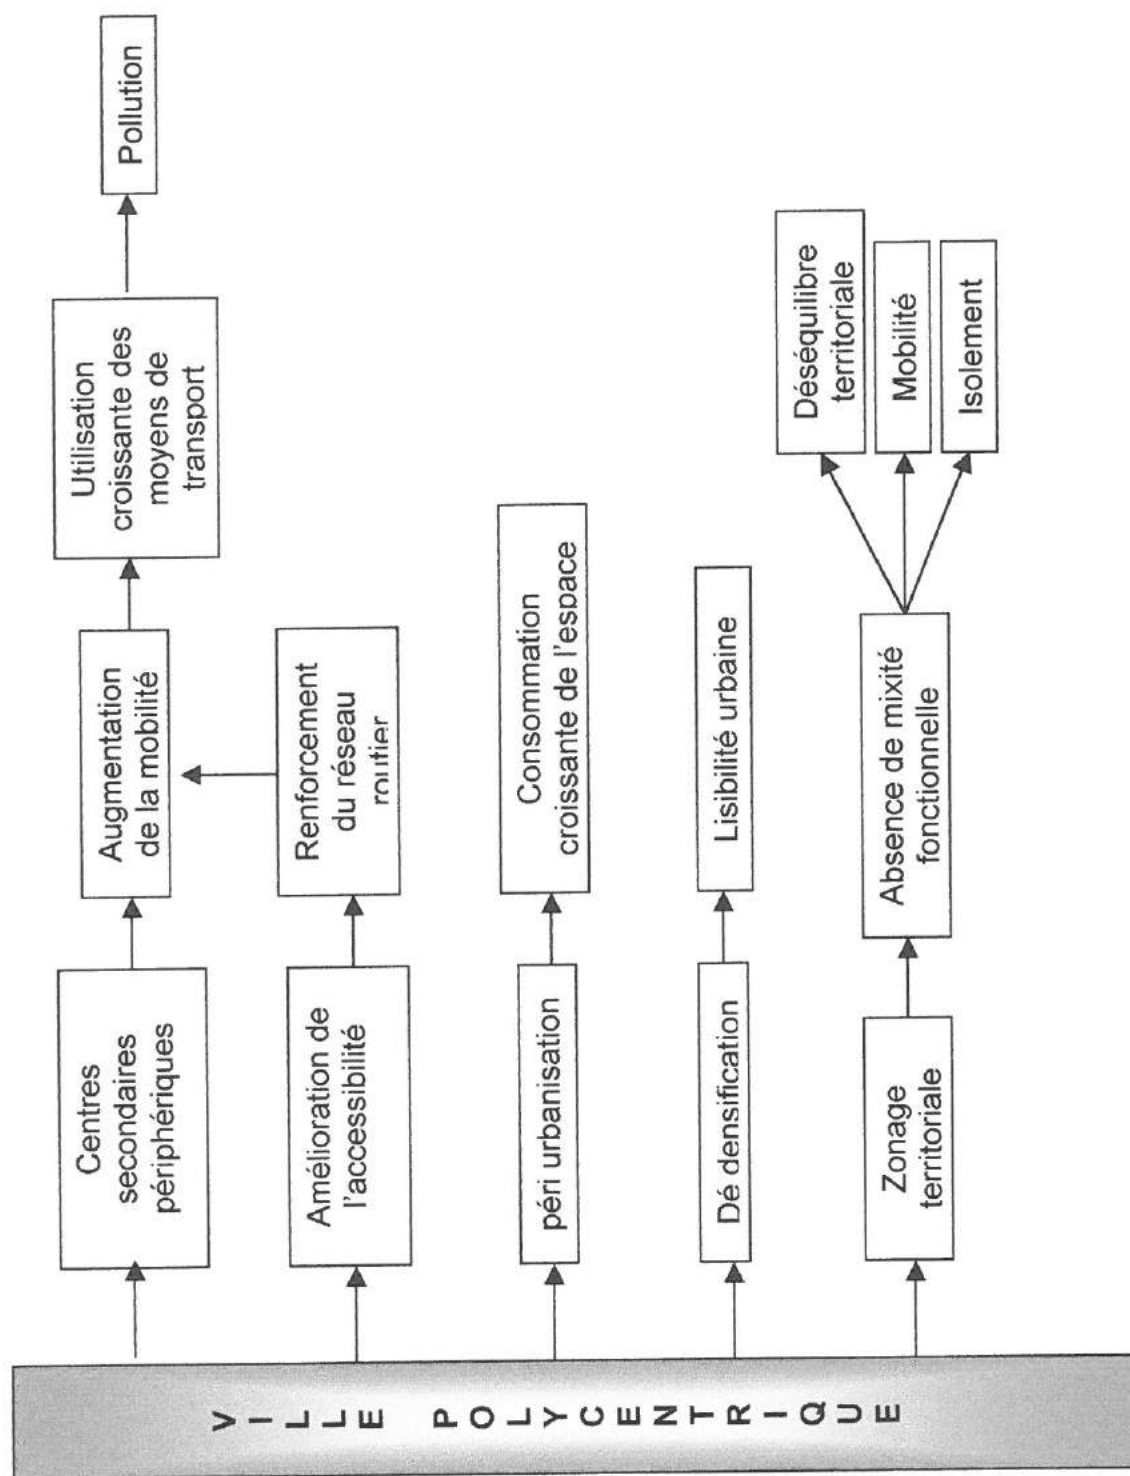 VILLE POLYCENTRIQUE
Centres
secondaires
périphériques
Augmentation
de la mobilité
Utilisation
croissante des
moyens de
transport
Pollution
Amélioration de
l'accessibilité
Renforcement
du réseau
routier
péri urbanisation
Consommation
croissante de l'espace
Dé densification
Lisibilité urbaine
Zonage
territoriale
Absence de mixité
fonctionnelle
Déséquilibre
territoriale
Mobilité
Isolement